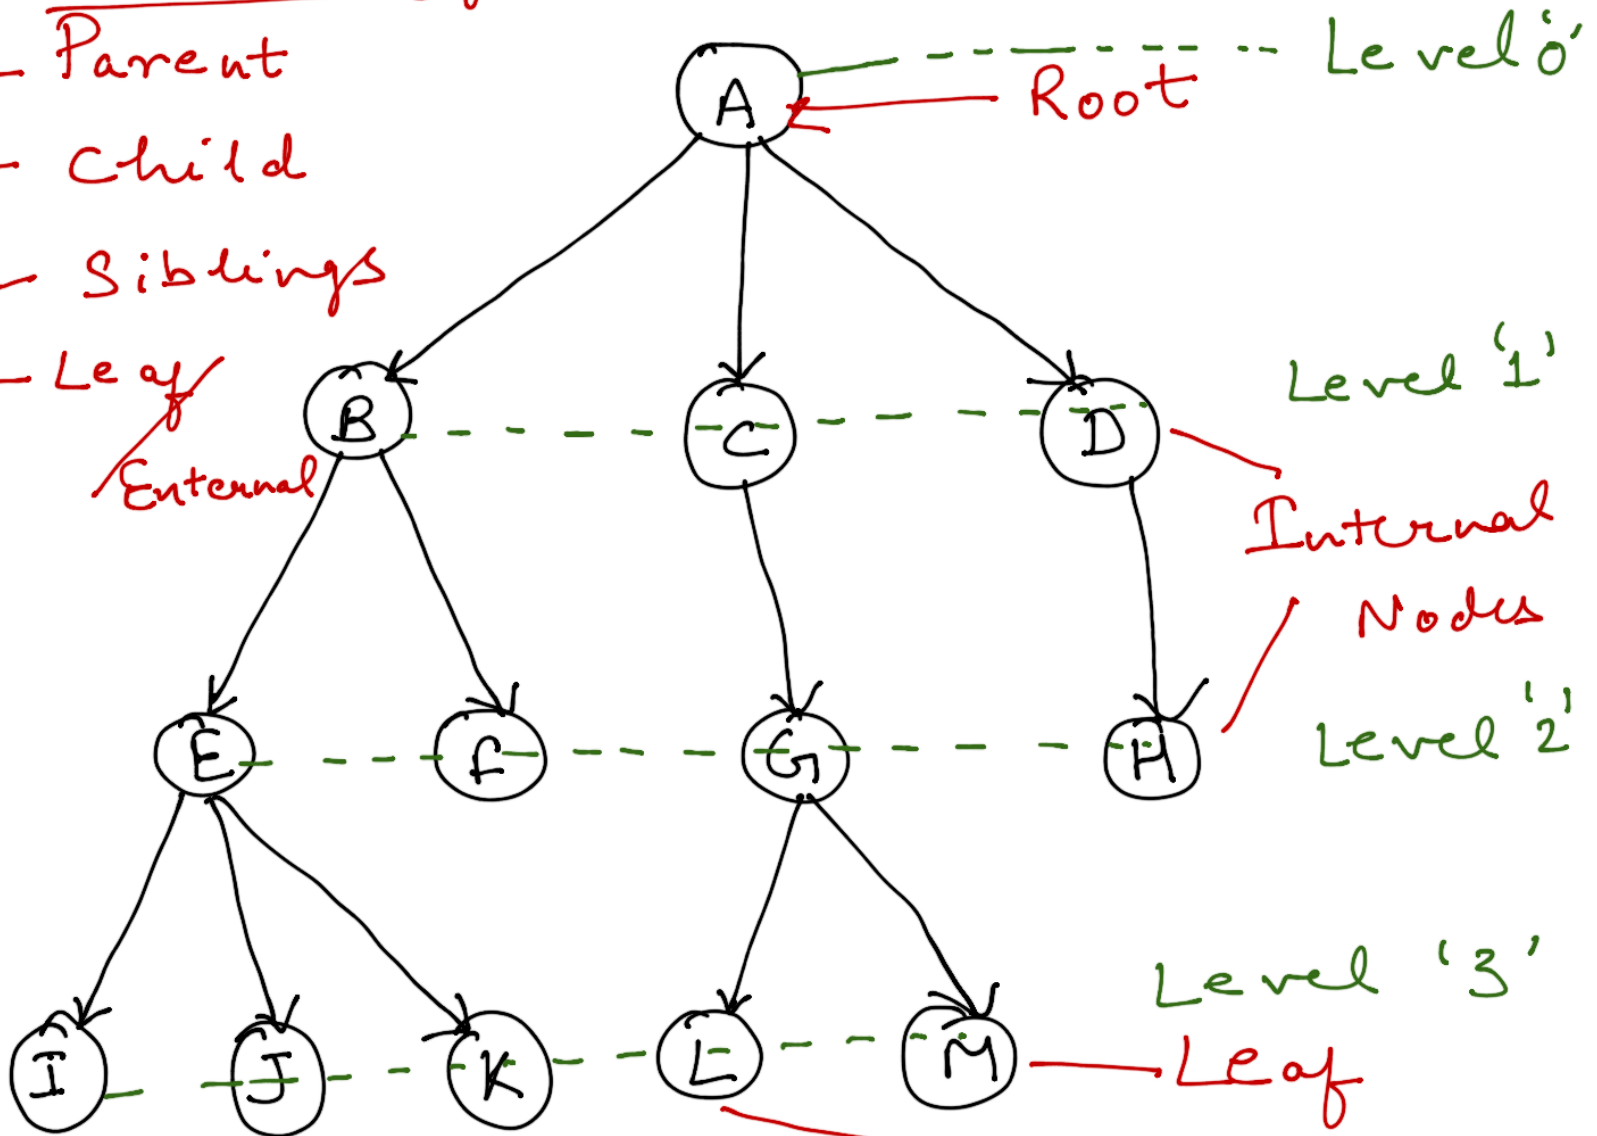 Parent
Child
Siblings
Leaf
External
A
Level '0'
Root
B
C
D
Level '1'
Internal
Nodes
E
F
G
H
Level '2'
I
J
K
L
M
Level '3'
Leaf